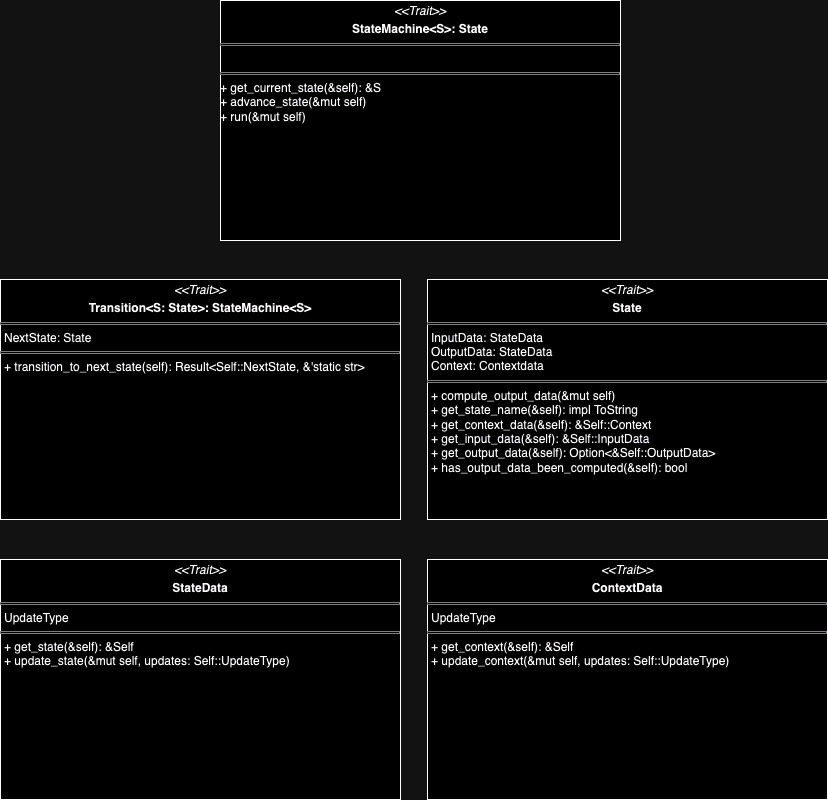 <<Trait>>
StateMachine<S>: State
+ get_current_state(&self): &S
+ advance_state(&mut self)
+ run(&mut self)
<<Trait>>
Transition<S: State>: StateMachine<S>
NextState: State
+ transition_to_next_state(self): Result<Self::NextState, &'static str>
<<Trait>>
State
InputData: StateData
OutputData: StateData
Context: Contextdata
+ compute_output_data(&mut self)
+ get_state_name(&self): impl ToString
+ get_context_data(&self): &Self::Context
+ get_input_data(&self): &Self::InputData
+ get_output_data(&self): Option<&Self::OutputData>
+ has_output_data_been_computed(&self): bool
<<Trait>>
StateData
UpdateType
+ get_state(&self): &Self
+ update_state(&mut self, updates: Self::UpdateType)
<<Trait>>
ContextData
UpdateType
+ get_context(&self): &Self
+ update_context(&mut self, updates: Self::UpdateType)